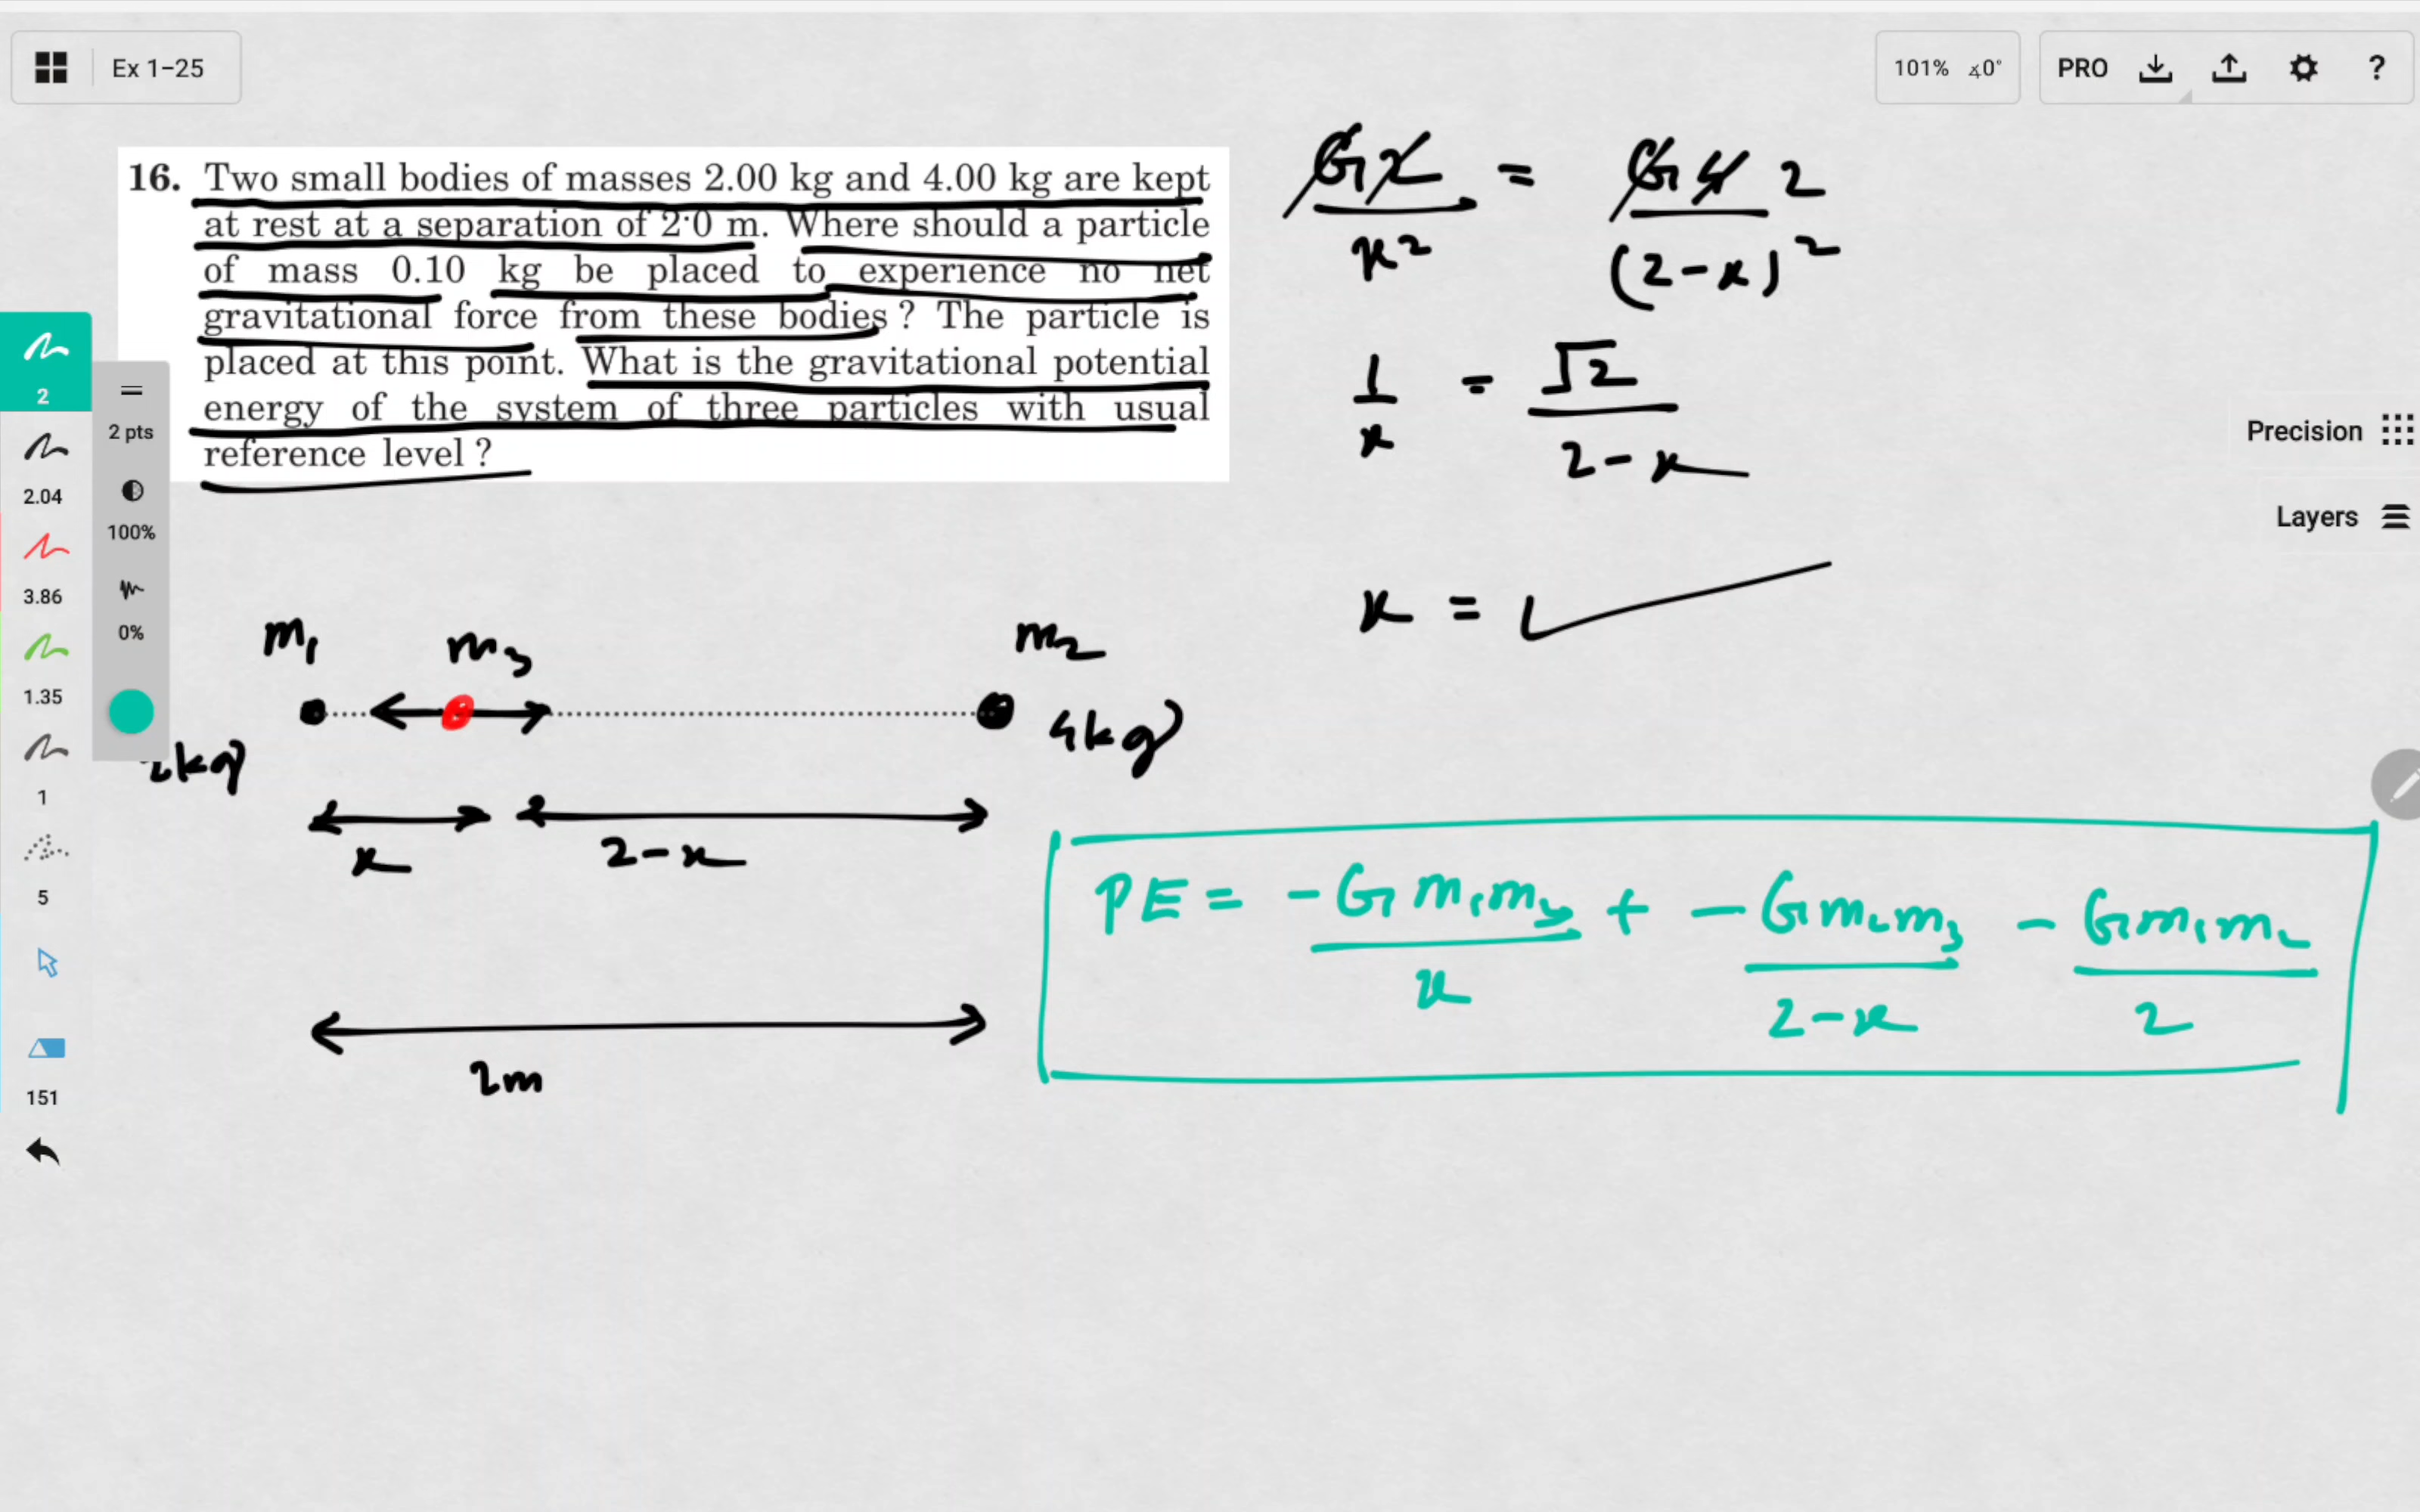 Ex 1-25
101% ∡0°
PRO
?
16. Two small bodies of masses 2.00 kg and 4.00 kg are kept
at rest at a separation of 2·0 m. Where should a particle
of mass 0.10 kg be placed to experience no net
gravitational force from these bodies ? The particle is
placed at this point. What is the gravitational potential
energy of the system of three particles with usual
reference level ?
G2/x² = G4 2/(2-x)²
1/x = √2/2-x
x =
Precision
Layers
2
2.04
3.86
1.35
1
5
151
2 pts
100%
0%
m₁ m₃ m₂
kg) 4kg)
x 2-x
2m
PE = -Gm₁m₃/x + -Gm₂m₃/2-x - Gm₁m₂/2